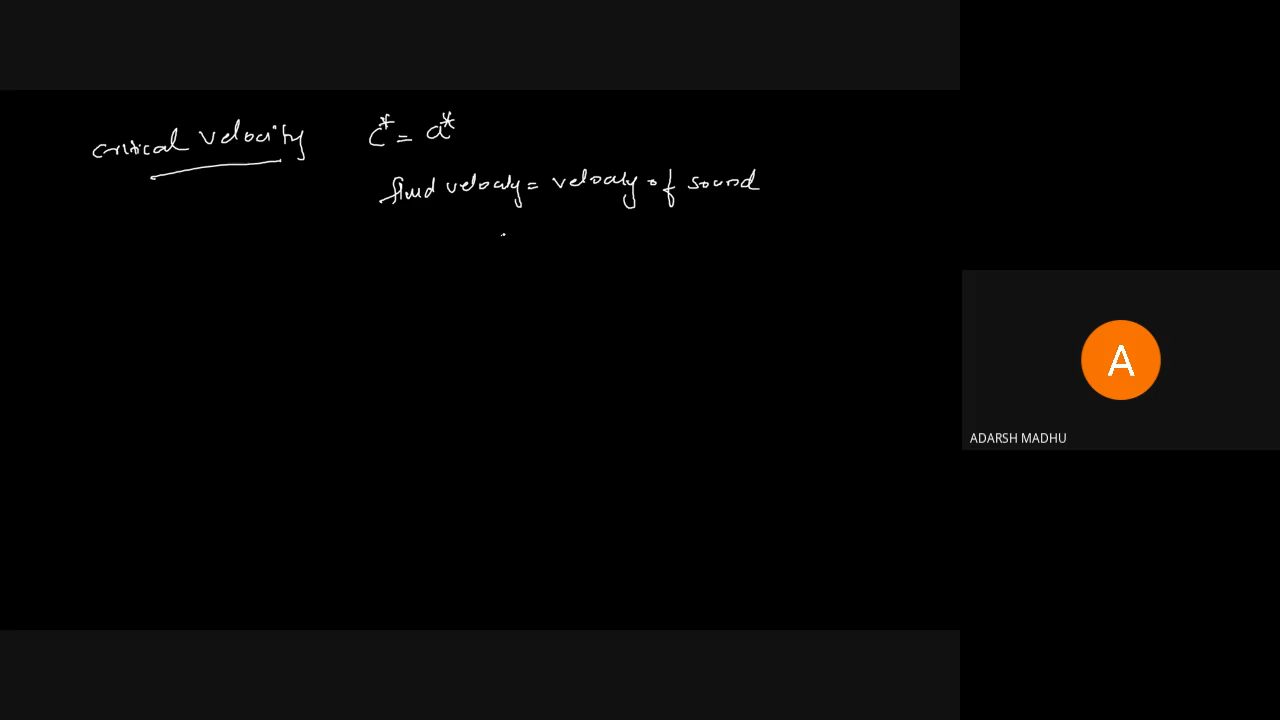 critical velocity c* = a*
fluid velocity = velocity of sound
A
ADARSH MADHU